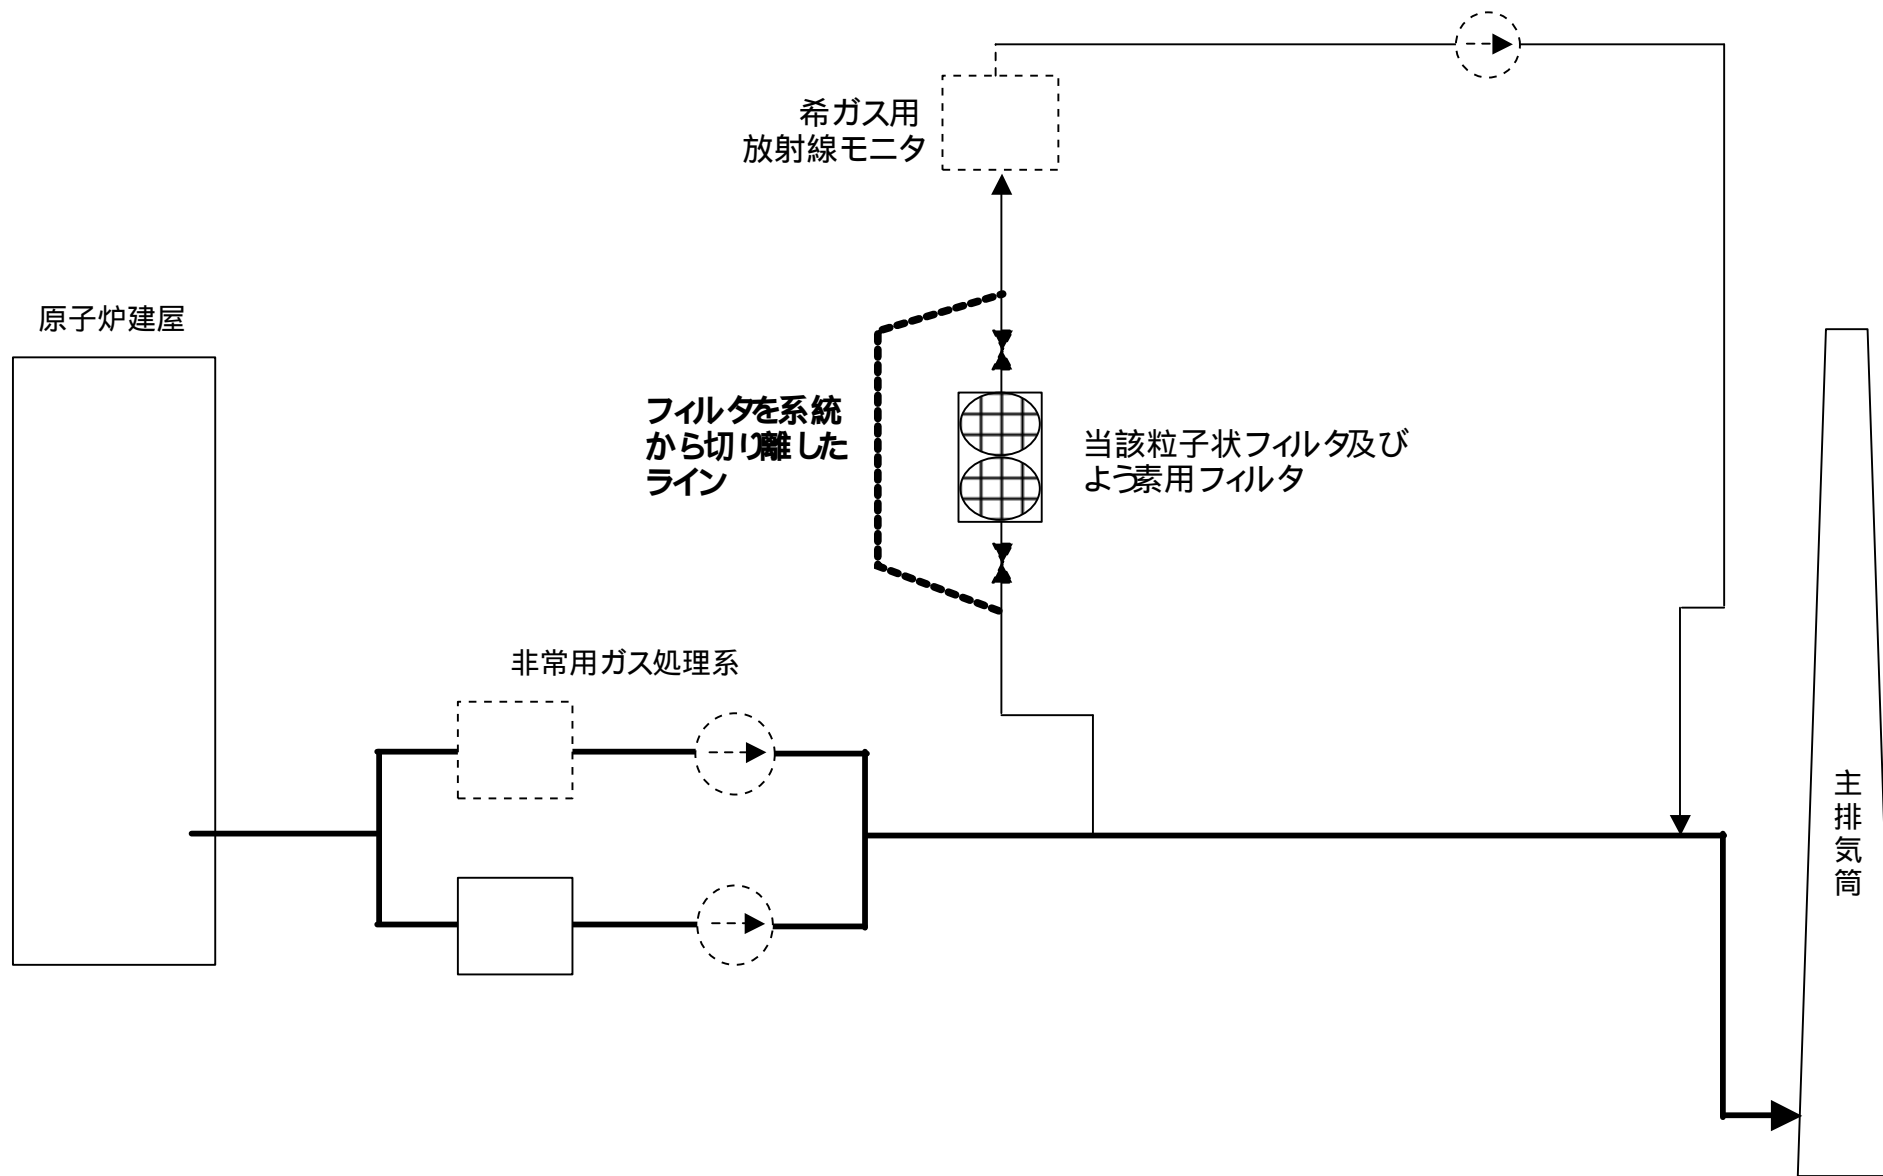 希ガス用
放射線モニタ
原子炉建屋
フィルタを系統
から切り離した
ライン
当該粒子状フィルタ及び
よう素用フィルタ
非常用ガス処理系
主排気筒